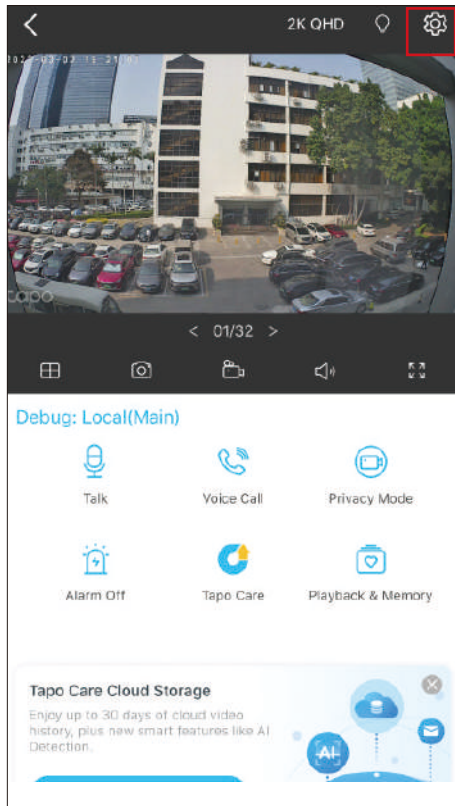 2K QHD
tapo
< 01/32 >
Debug: Local(Main)
Talk
Voice Call
Privacy Mode
Alarm Off
Tapo Care
Playback & Memory
Tapo Care Cloud Storage
Enjoy up to 30 days of cloud video
history, plus new smart features like AI
Detection.
AI